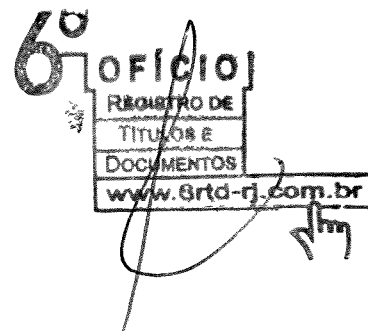 6º
OFÍCIO
REGISTRO DE
TÍTULOS E
DOCUMENTOS
www.6rtd-rj.com.br